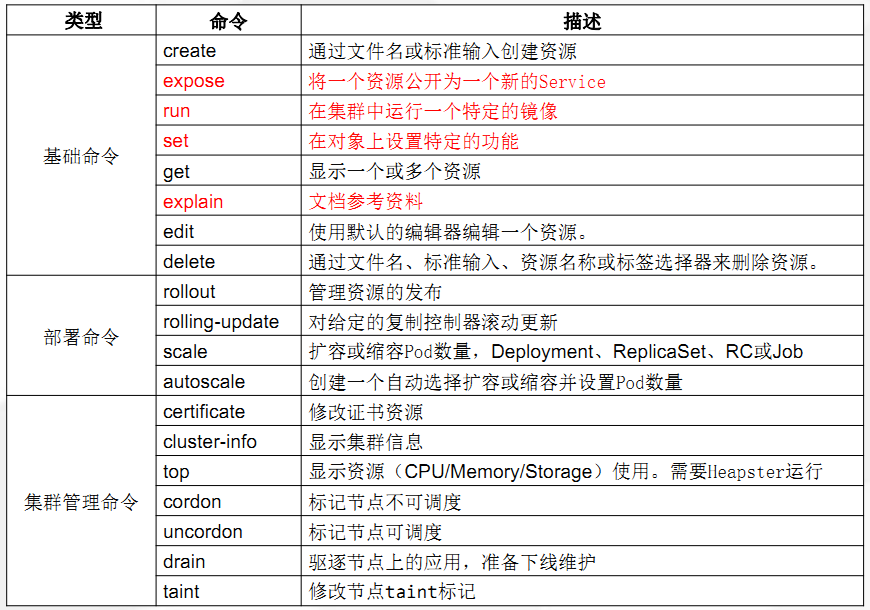 类型 命令 描述
基础命令
create 通过文件名或标准输入创建资源
expose 将一个资源公开为一个新的Service
run 在集群中运行一个特定的镜像
set 在对象上设置特定的功能
get 显示一个或多个资源
explain 文档参考资料
edit 使用默认的编辑器编辑一个资源。
delete 通过文件名、标准输入、资源名称或标签选择器来删除资源。
部署命令
rollout 管理资源的发布
rolling-update 对给定的复制控制器滚动更新
scale 扩容或缩容Pod数量，Deployment、ReplicaSet、RC或Job
autoscale 创建一个自动选择扩容或缩容并设置Pod数量
集群管理命令
certificate 修改证书资源
cluster-info 显示集群信息
top 显示资源（CPU/Memory/Storage）使用。需要Heapster运行
cordon 标记节点不可调度
uncordon 标记节点可调度
drain 驱逐节点上的应用，准备下线维护
taint 修改节点taint标记